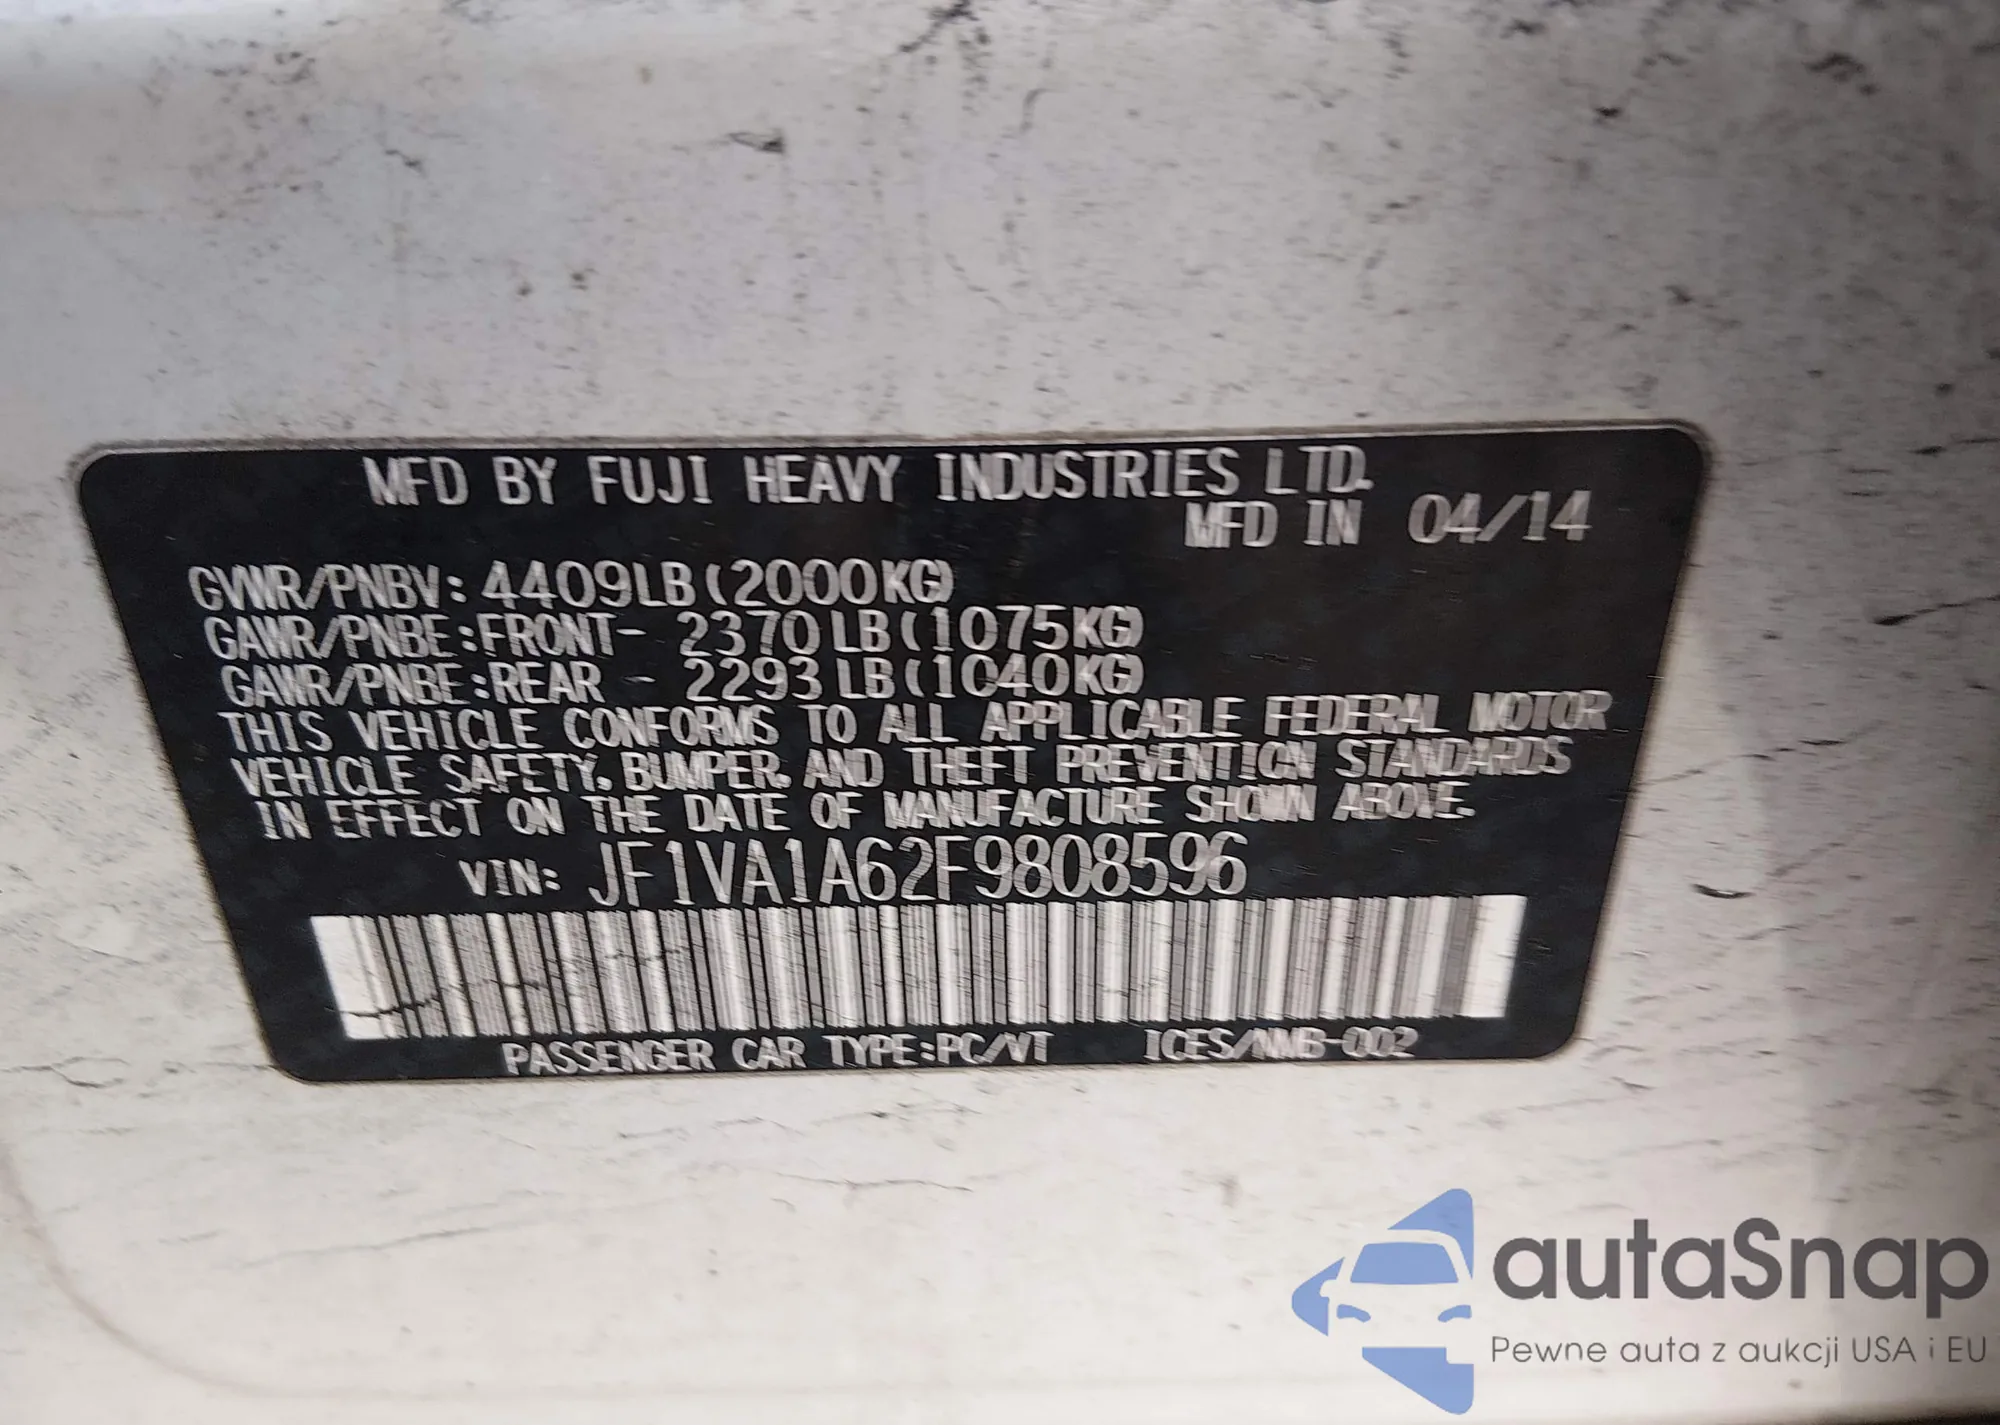 MFD BY FUJI HEAVY INDUSTRIES LTD.
MFD IN 04/14
GVWR/PNBV: 4409LB (2000KG)
GAWR/PNBE:FRONT- 2370LB (1075KG)
GAWR/PNBE:REAR - 2293LB (1040KG)
THIS VEHICLE CONFORMS TO ALL APPLICABLE FEDERAL MOTOR
VEHICLE SAFETY, BUMPER, AND THEFT PREVENTION STANDARDS
IN EFFECT ON THE DATE OF MANUFACTURE SHOWN ABOVE.
VIN: JF1VA1A62F9808596
PASSENGER CAR TYPE:PC/VT ICES/NMB-002
autaSnap
Pewne auta z aukcji USA i EU